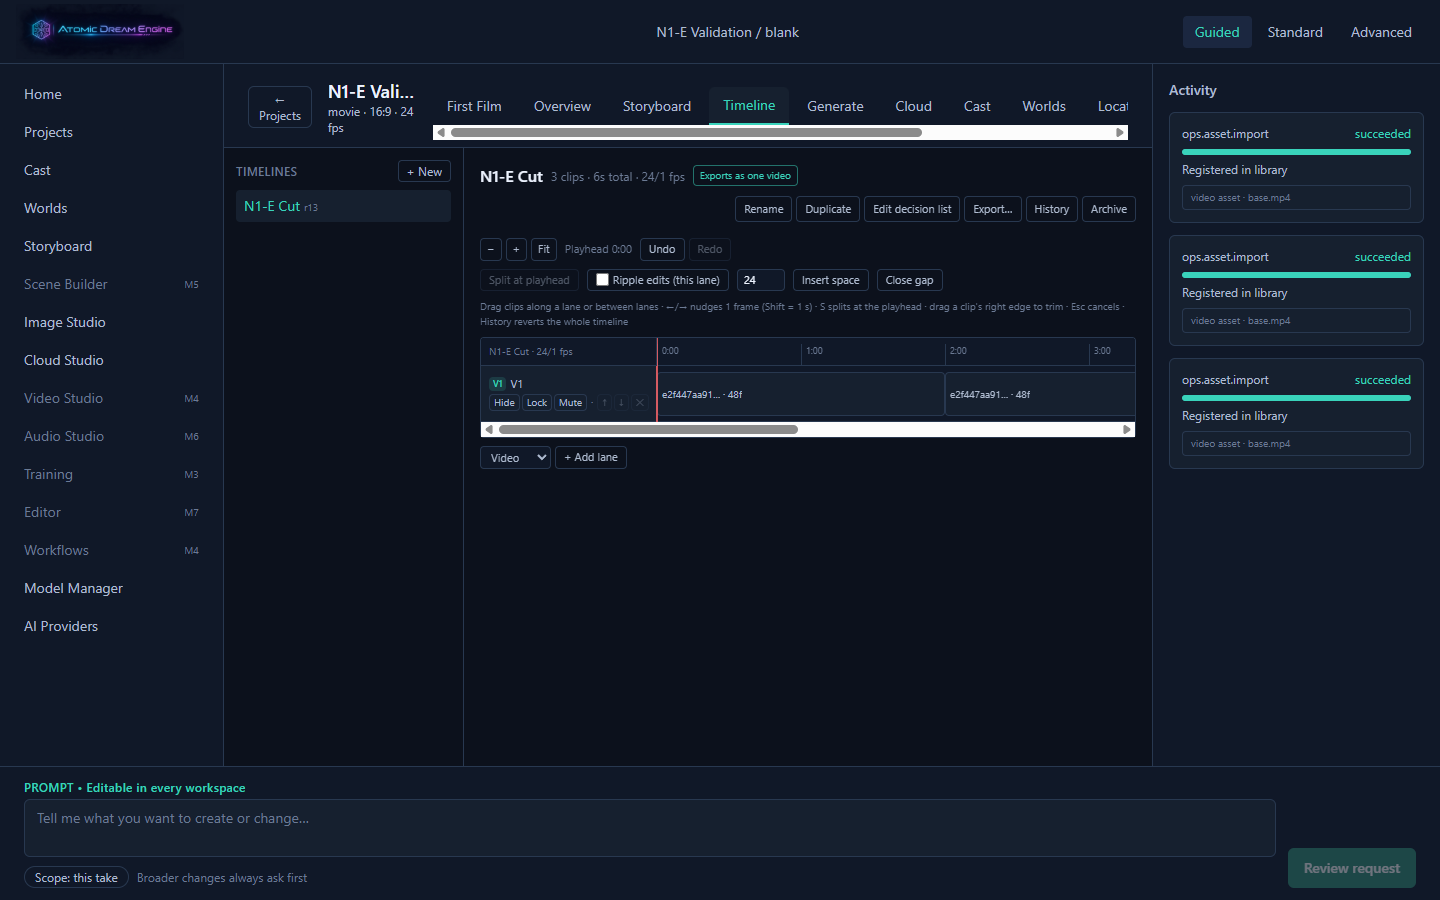 ATOMIC DREAM ENGINE
N1-E Validation / blank
Guided
Standard
Advanced
Home
Projects
Cast
Worlds
Storyboard
Scene Builder M5
Image Studio
Cloud Studio
Video Studio M4
Audio Studio M6
Training M3
Editor M7
Workflows M4
Model Manager
AI Providers
← Projects
N1-E Vali...
movie · 16:9 · 24 fps
First Film
Overview
Storyboard
Timeline
Generate
Cloud
Cast
Worlds
Locat
TIMELINES
+ New
N1-E Cut r13
N1-E Cut 3 clips · 6s total · 24/1 fps Exports as one video
Rename
Duplicate
Edit decision list
Export...
History
Archive
− + Fit Playhead 0:00 Undo Redo
Split at playhead Ripple edits (this lane) 24 Insert space Close gap
Drag clips along a lane or between lanes · ←/→ nudges 1 frame (Shift = 1 s) · S splits at the playhead · drag a clip's right edge to trim · Esc cancels ·
History reverts the whole timeline
N1-E Cut · 24/1 fps 0:00 1:00 2:00 3:00
V1 V1
Hide Lock Mute · ↑ ↓ ✕
e2f447aa91... · 48f
e2f447aa91... · 48f
Video
+ Add lane
Activity
ops.asset.import succeeded
Registered in library
video asset · base.mp4
ops.asset.import succeeded
Registered in library
video asset · base.mp4
ops.asset.import succeeded
Registered in library
video asset · base.mp4
PROMPT • Editable in every workspace
Tell me what you want to create or change...
Scope: this take Broader changes always ask first
Review request